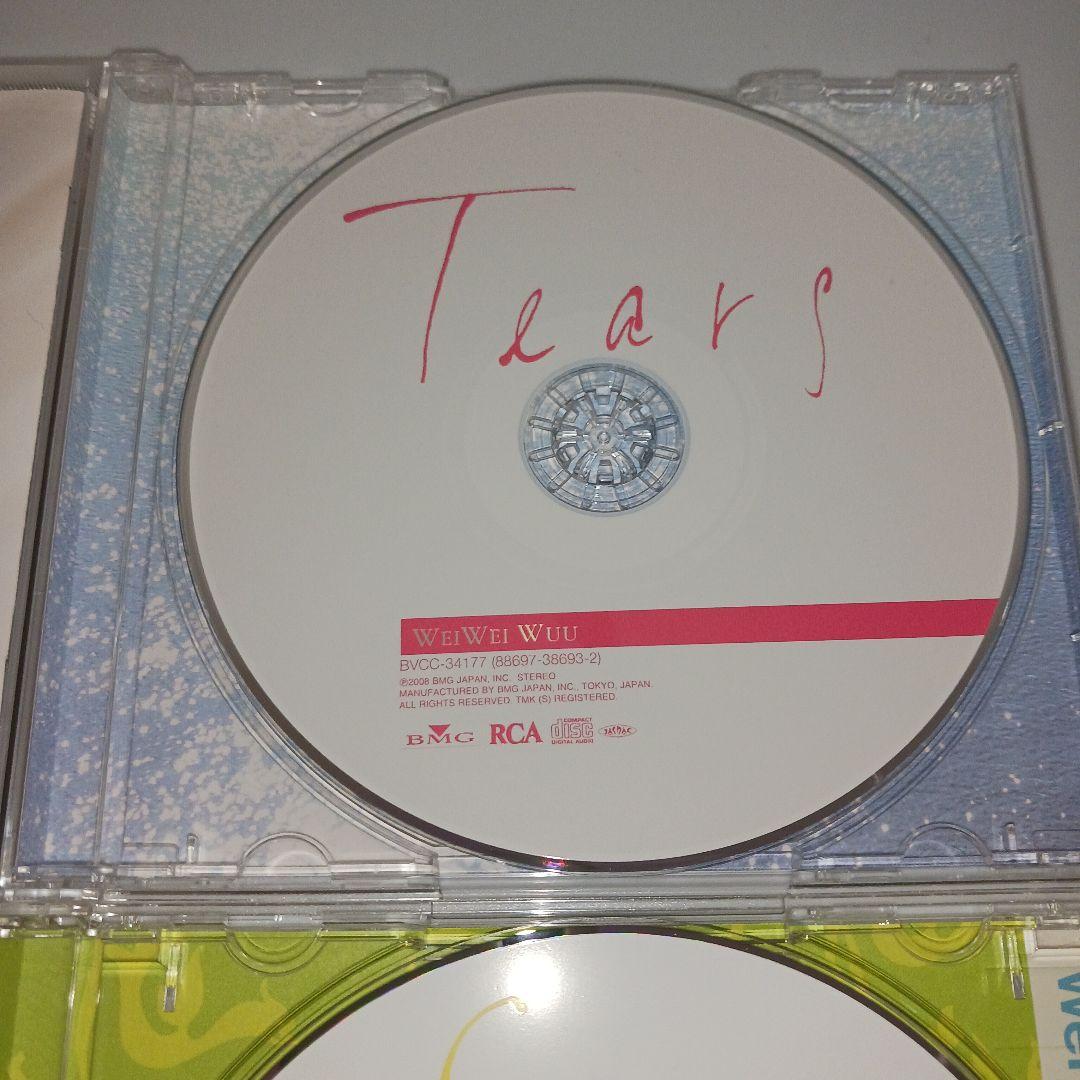 Tears
WEIWEI WUU
BVCC-34177 (88697-38693-2)
℗2008 BMG JAPAN, INC. STEREO
MANUFACTURED BY BMG JAPAN, INC., TOKYO, JAPAN.
ALL RIGHTS RESERVED. TMK (S) REGISTERED.
BMG RCA COMPACT disc DIGITAL AUDIO JASRAC
Wei